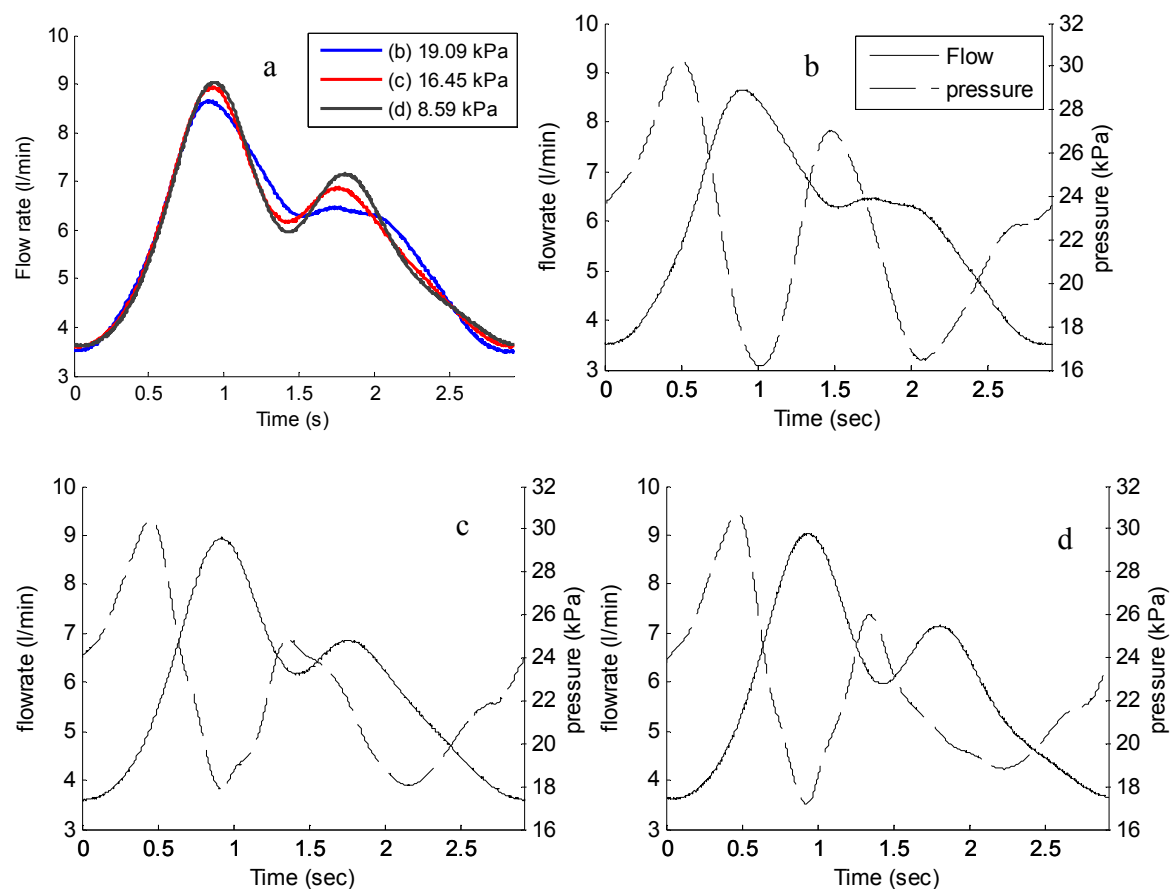 a
(b) 19.09 kPa
(c) 16.45 kPa
(d) 8.59 kPa
10
9
8
7
6
5
4
3
Flow rate (l/min)
0 0.5 1 1.5 2 2.5
Time (s)
b
Flow
pressure
10
9
8
7
6
5
4
3
flowrate (l/min)
32
30
28
26
24
22
20
18
16
pressure (kPa)
0 0.5 1 1.5 2 2.5
Time (sec)
c
10
9
8
7
6
5
4
3
flowrate (l/min)
32
30
28
26
24
22
20
18
16
pressure (kPa)
0 0.5 1 1.5 2 2.5
Time (sec)
d
10
9
8
7
6
5
4
3
flowrate (l/min)
32
30
28
26
24
22
20
18
16
pressure (kPa)
0 0.5 1 1.5 2 2.5
Time (sec)